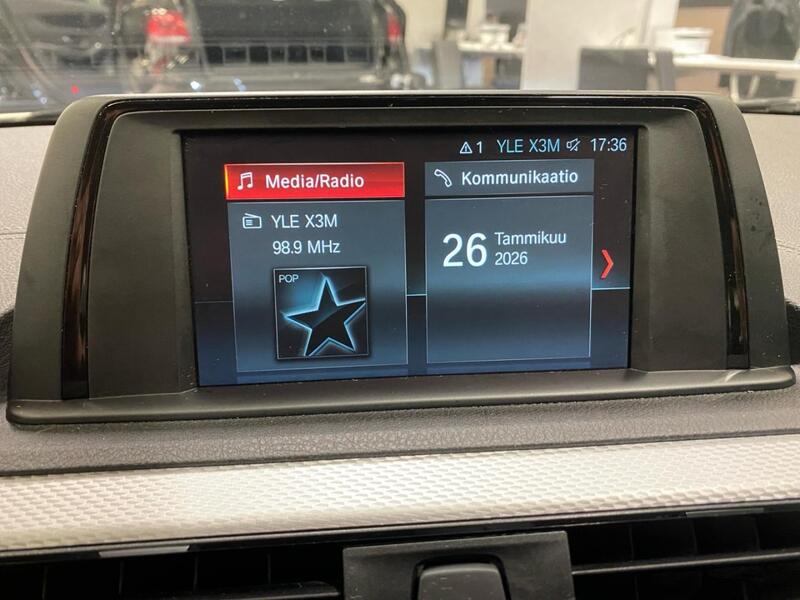 1 YLE X3M 17:36
Media/Radio
YLE X3M
98.9 MHz
POP
Kommunikaatio
26 Tammikuu
2026